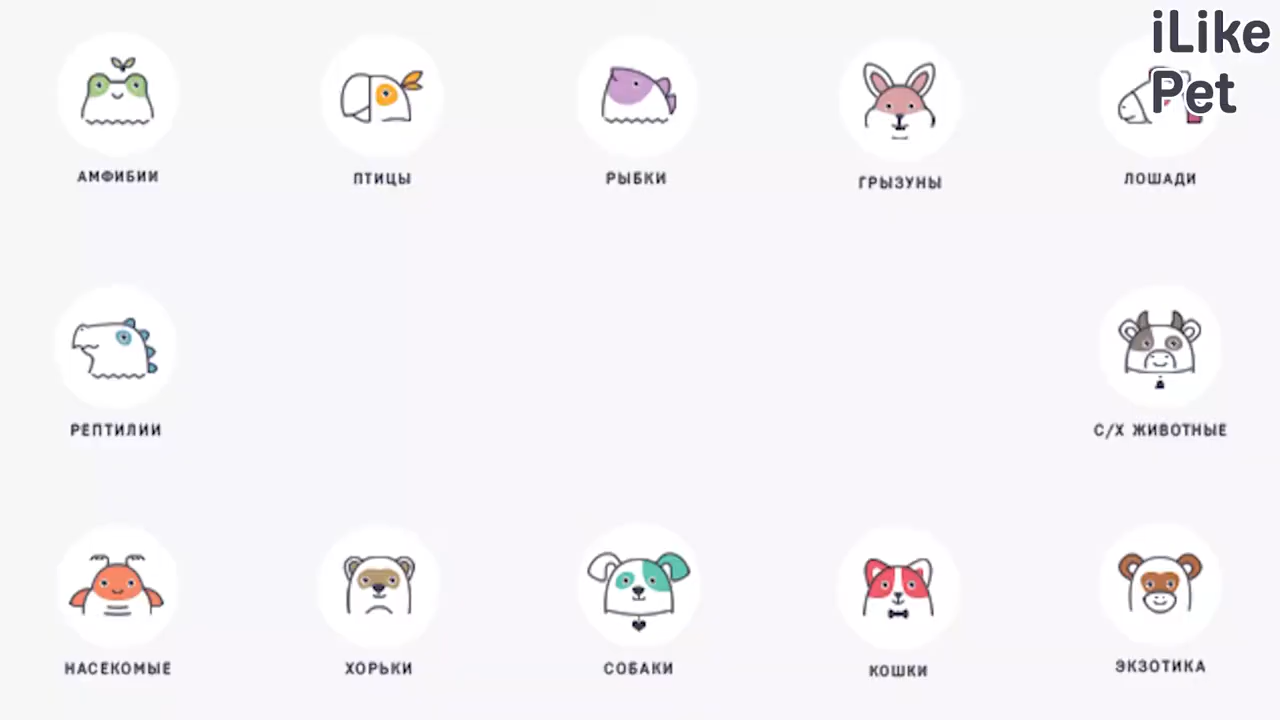 iLike
Pet
АМФИБИИ
ПТИЦЫ
РЫБКИ
ГРЫЗУНЫ
ЛОШАДИ
РЕПТИЛИИ
С/Х ЖИВОТНЫЕ
НАСЕКОМЫЕ
ХОРЬКИ
СОБАКИ
КОШКИ
ЭКЗОТИКА